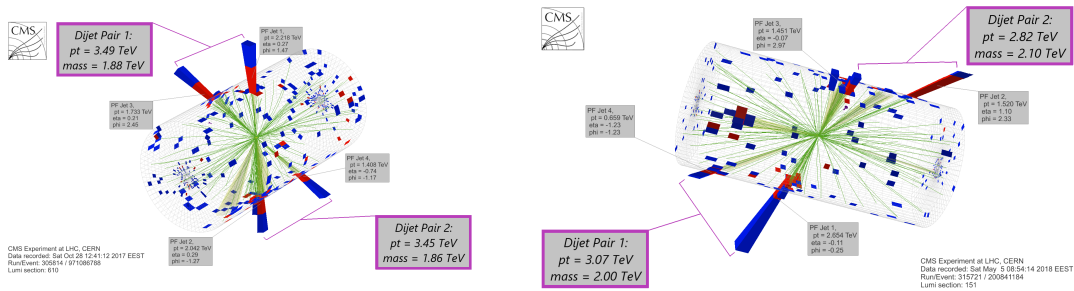 CMS
Dijet Pair 1:
pt = 3.49 TeV
mass = 1.88 TeV
PF Jet 1,
pt = 2.218 TeV
eta = 0.27
phi = 1.47
PF Jet 3,
pt = 1.733 TeV
eta = 0.21
phi = 2.45
PF Jet 4,
pt = 1.408 TeV
eta = -0.74
phi = -1.17
Dijet Pair 2:
pt = 3.45 TeV
mass = 1.86 TeV
PF Jet 2,
pt = 2.042 TeV
eta = 0.29
phi = -1.27
CMS Experiment at LHC, CERN
Data recorded: Sat Oct 28 12:41:12 2017 EEST
Run/Event: 305814 / 971086788
Lumi section: 610
CMS
PF Jet 3,
pt = 1.451 TeV
eta = -0.07
phi = 2.97
Dijet Pair 2:
pt = 2.82 TeV
mass = 2.10 TeV
PF Jet 2,
pt = 1.520 TeV
eta = 1.10
phi = 2.33
PF Jet 4,
pt = 0.659 TeV
eta = -1.23
phi = -1.23
Dijet Pair 1:
pt = 3.07 TeV
mass = 2.00 TeV
PF Jet 1,
pt = 2.654 TeV
eta = -0.11
phi = -0.25
CMS Experiment at LHC, CERN
Data recorded: Sat May 5 08:54:14 2018 EEST
Run/Event: 315721 / 200841184
Lumi section: 151